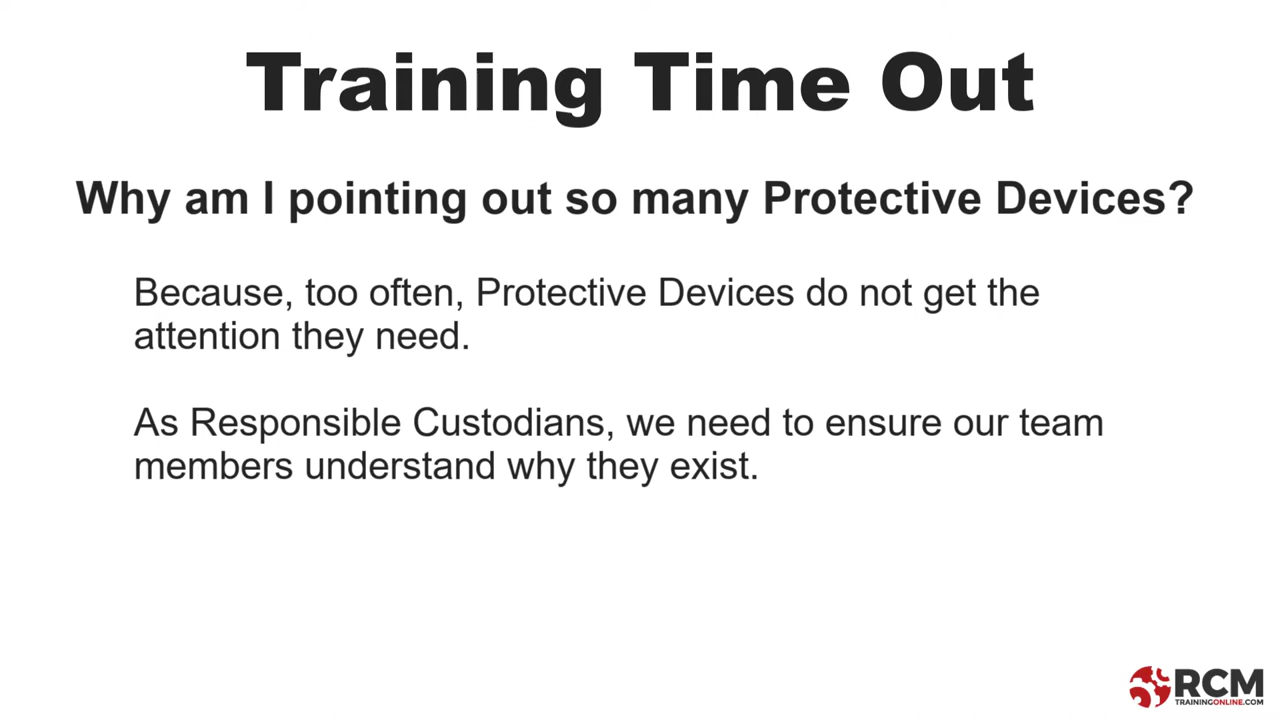 Training Time Out
Why am I pointing out so many Protective Devices?
Because, too often, Protective Devices do not get the
attention they need.
As Responsible Custodians, we need to ensure our team
members understand why they exist.
RCM
TRAININGONLINE.COM